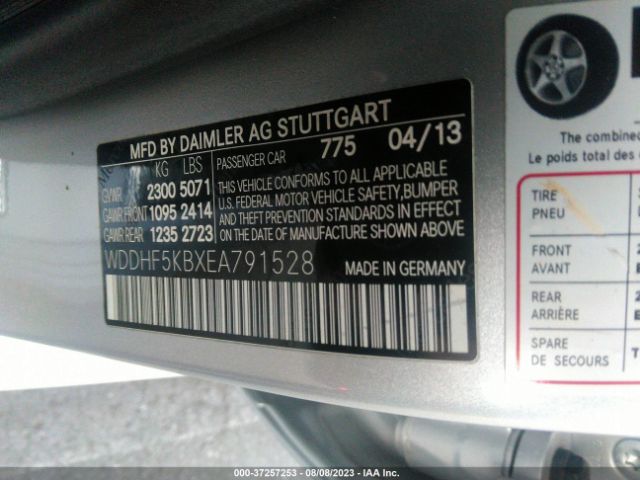 MFD BY DAIMLER AG STUTTGART
KG LBS
PASSENGER CAR 775 04/13
GVWR 2300 5071
GAWR FRONT 1095 2414
GAWR REAR 1235 2723
THIS VEHICLE CONFORMS TO ALL APPLICABLE
U.S. FEDERAL MOTOR VEHICLE SAFETY, BUMPER
AND THEFT PREVENTION STANDARDS IN EFFECT
ON THE DATE OF MANUFACTURE SHOWN ABOVE
WDDHF5KBXEA791528 MADE IN GERMANY
The combined
Le poids total des
TIRE
PNEU
FRONT
AVANT
REAR
ARRIÈRE
SPARE
DE SECOURS
000-37257253 - 08/08/2023 - IAA Inc.